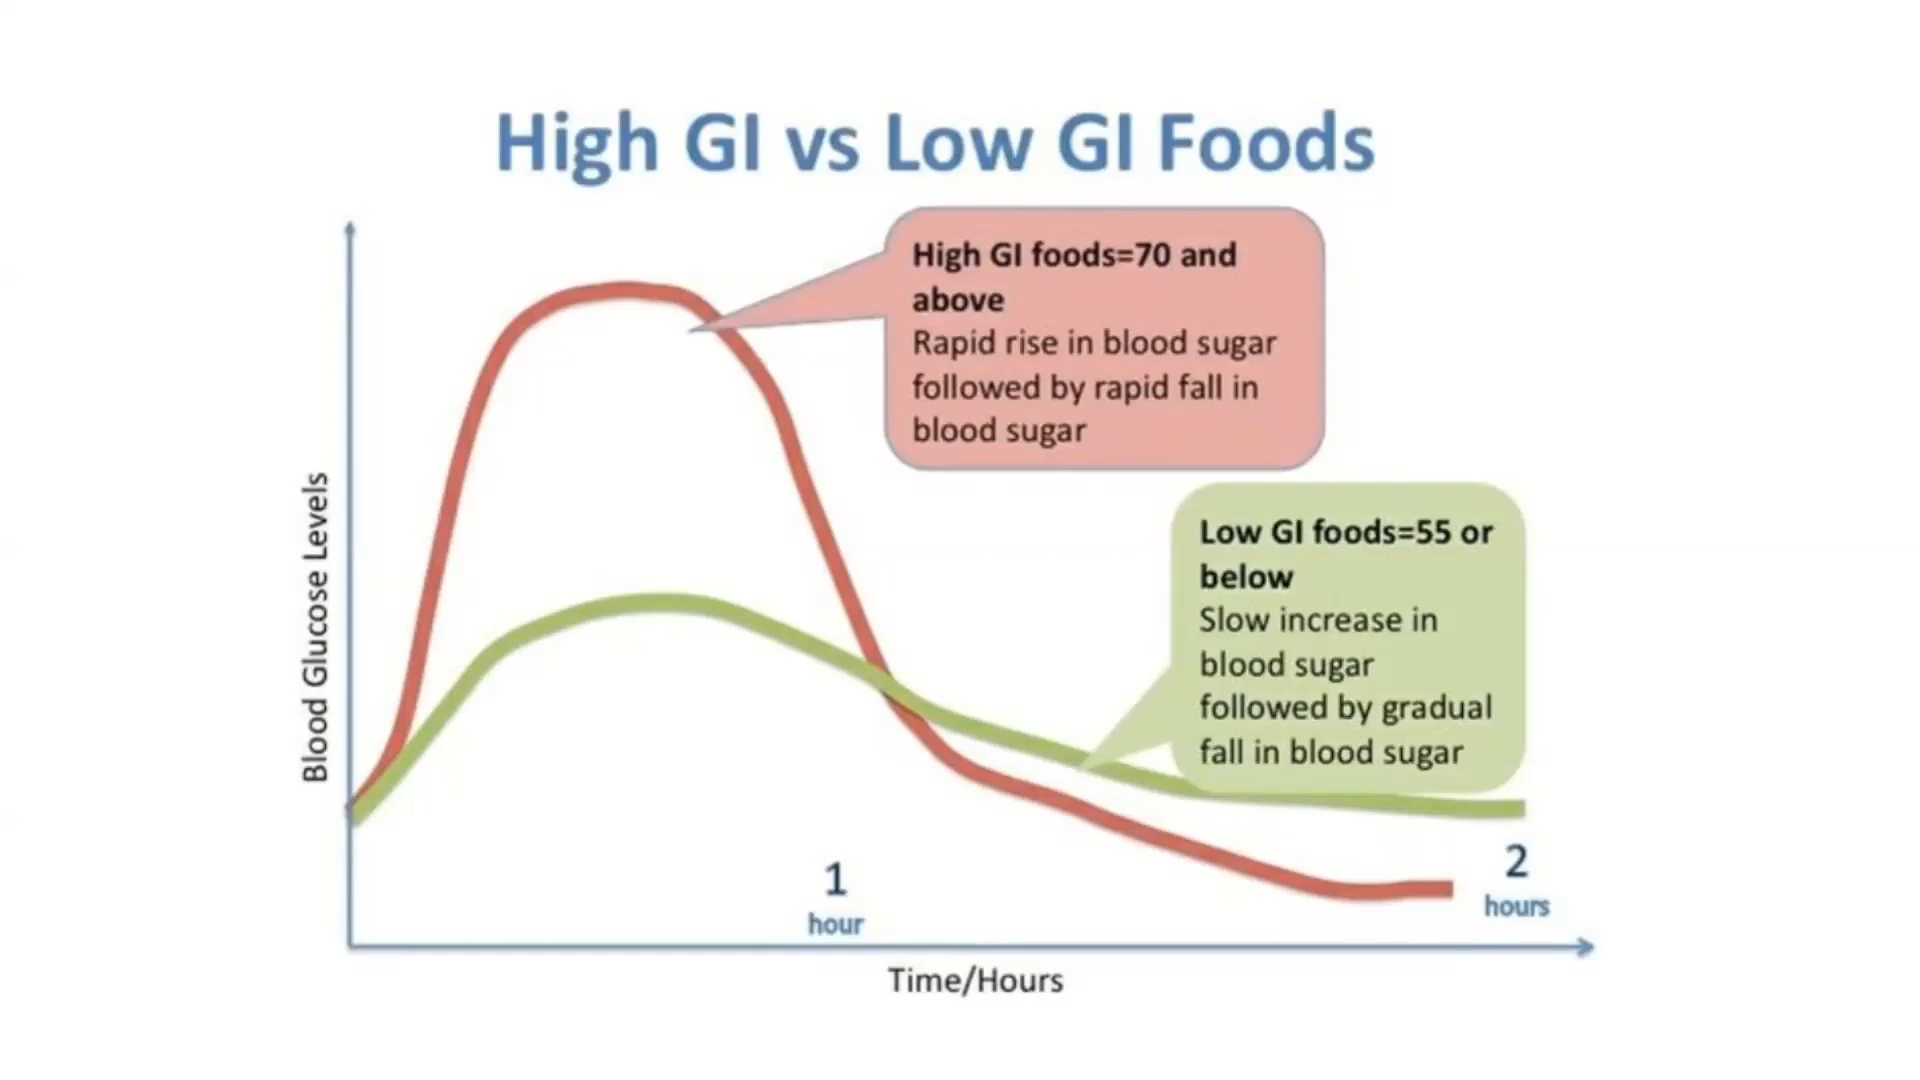 High GI vs Low GI Foods
High GI foods=70 and
above
Rapid rise in blood sugar
followed by rapid fall in
blood sugar
Low GI foods=55 or
below
Slow increase in
blood sugar
followed by gradual
fall in blood sugar
Blood Glucose Levels
1
hour
2
hours
Time/Hours